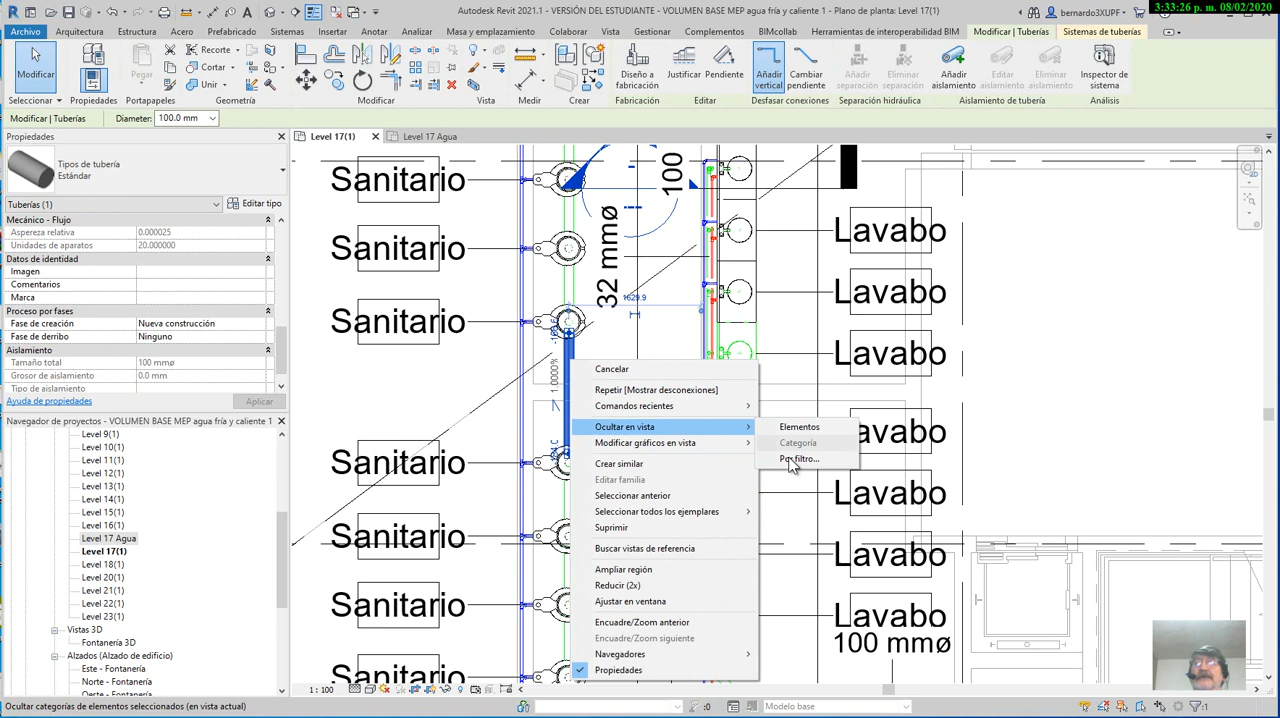 3:33:26 p. m. 08/02/2020
Autodesk Revit 2020.2 - VERSIÓN DEL ESTUDIANTE - VOLUMEN BASE MEP agua fría y caliente 1 - Plano de planta: Level 17(1)
bernardo3XUPF
Archivo Arquitectura Estructura Acero Prefabricado Sistemas Insertar Anotar Analizar Masa y emplazamiento Colaborar Vista Gestionar Complementos BIMcollab Herramientas de interoperabilidad BIM Modificar | Tuberías Sistemas de tuberías
Modificar
Pegar
Recorte
Cortar
Unir
Diseño a fabricación
Justificar
Pendiente
Añadir vertical
Cambiar pendiente
Añadir separación
Eliminar separación
Añadir aislamiento
Editar aislamiento
Eliminar aislamiento
Inspector de sistema
Seleccionar Propiedades Portapapeles Geometría Modificar Vista Medir Crear Fabricación Editar Desfasar conexiones Separación hidráulica Aislamiento de tubería Análisis
Modificar | Tuberías Diameter: 100.0 mm
Propiedades
Level 17(1) Level 17 Agua
Tipos de tubería
Estándar
Tuberías (1) Editar tipo
Mecánico - Flujo
Aspereza relativa 0.000025
Unidades de aparatos 20.000000
Datos de identidad
Imagen
Comentarios
Marca
Proceso por fases
Fase de creación Nueva construcción
Fase de derribo Ninguno
Aislamiento
Tamaño total 100 mmø
Grosor de aislamiento 0.0 mm
Tipo de aislamiento
Ayuda de propiedades Aplicar
Navegador de proyectos - VOLUMEN BASE MEP agua fría y caliente 1
Level 9(1)
Level 10(1)
Level 11(1)
Level 12(1)
Level 13(1)
Level 14(1)
Level 15(1)
Level 16(1)
Level 17 Agua
Level 17(1)
Level 18(1)
Level 20(1)
Level 21(1)
Level 22(1)
Level 23(1)
Vistas 3D
Fontanería 3D
Alzados (Alzado de edificio)
Este - Fontanería
Norte - Fontanería
Oeste - Fontanería
Sanitario
Sanitario
Sanitario
Sanitario
Sanitario
Sanitario
Sanitario
100
32 mmø
1629.9
1.0000%
Lavabo
Lavabo
Lavabo
Lavabo
Lavabo
Lavabo
Lavabo
100 mmø
Cancelar
Repetir [Mostrar desconexiones]
Comandos recientes
Ocultar en vista
Modificar gráficos en vista
Crear similar
Editar familia
Seleccionar anterior
Seleccionar todos los ejemplares
Suprimir
Buscar vistas de referencia
Ampliar región
Reducir (2x)
Ajustar en ventana
Encuadre/Zoom anterior
Encuadre/Zoom siguiente
Navegadores
Propiedades
Elementos
Categoría
Por filtro...
1 : 100
Ocultar categorías de elementos seleccionados (en vista actual)
:0
Modelo base
:1